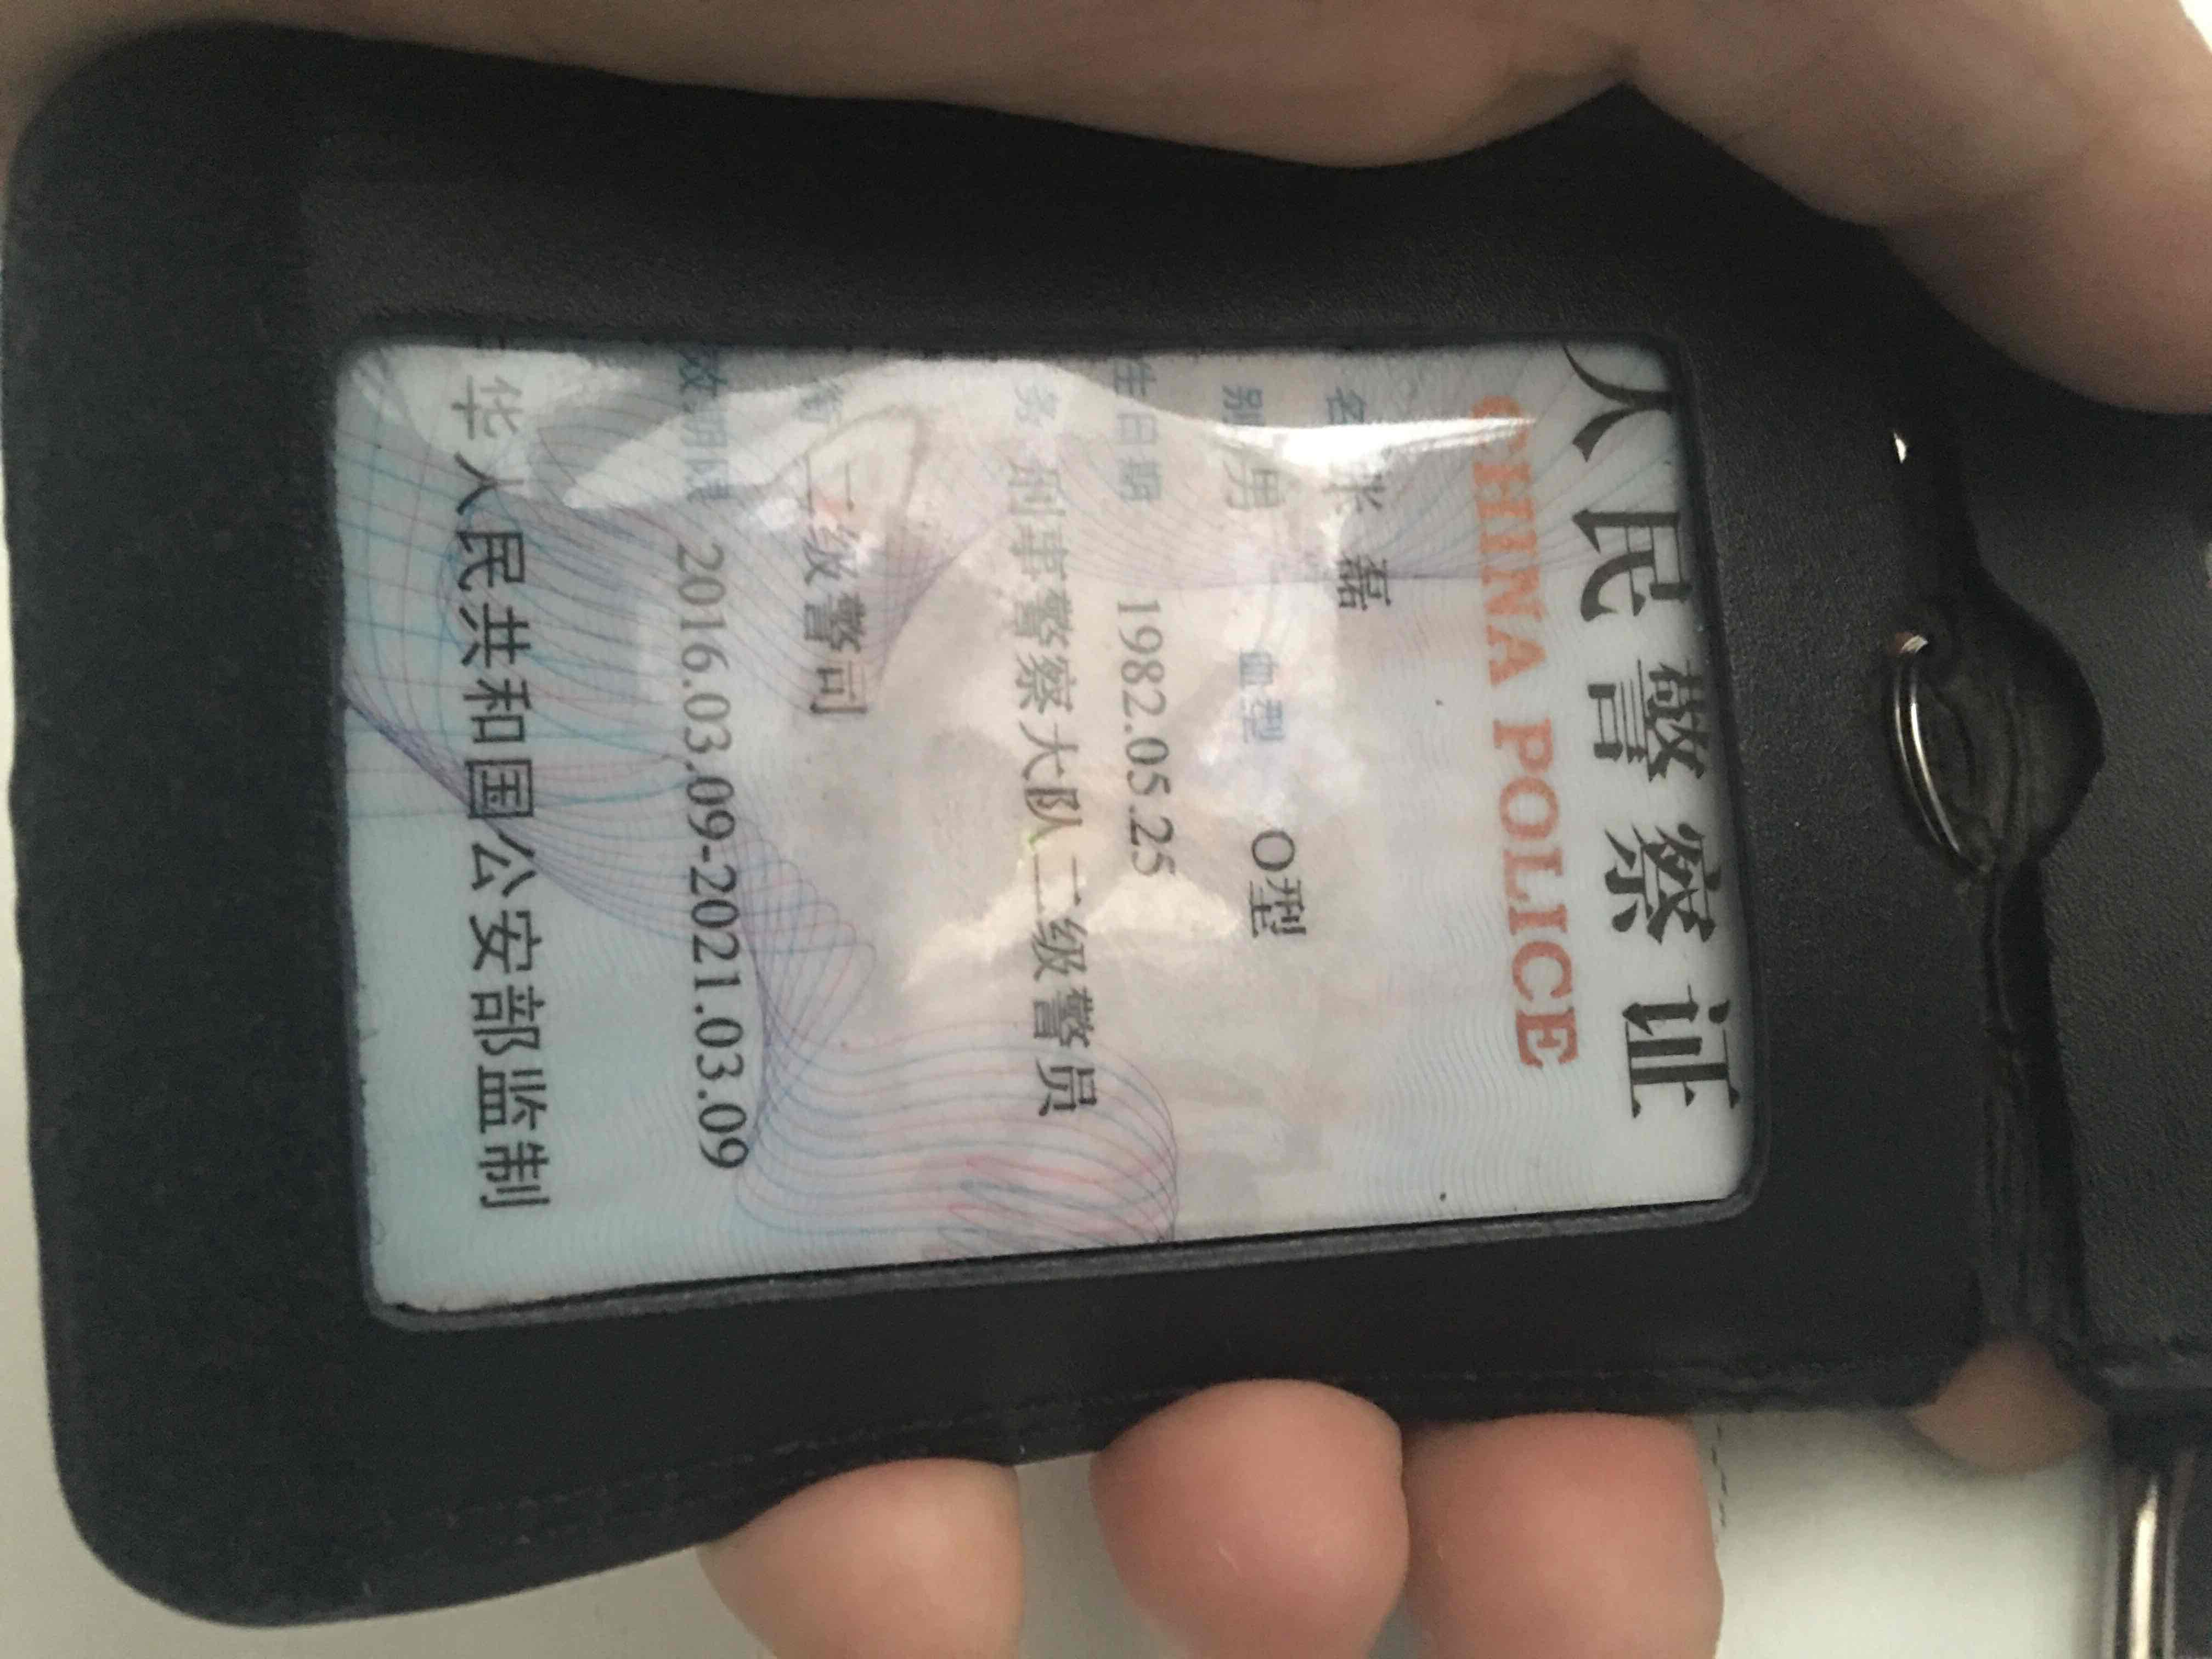 人民警察证
CHINA POLICE
名 磊
别 男 血型 O型
生日期 1982.05.25
务 刑事警察大队二级警员
衔 二级警司
效期限 2016.03.09-2021.03.09
华人民共和国公安部监制